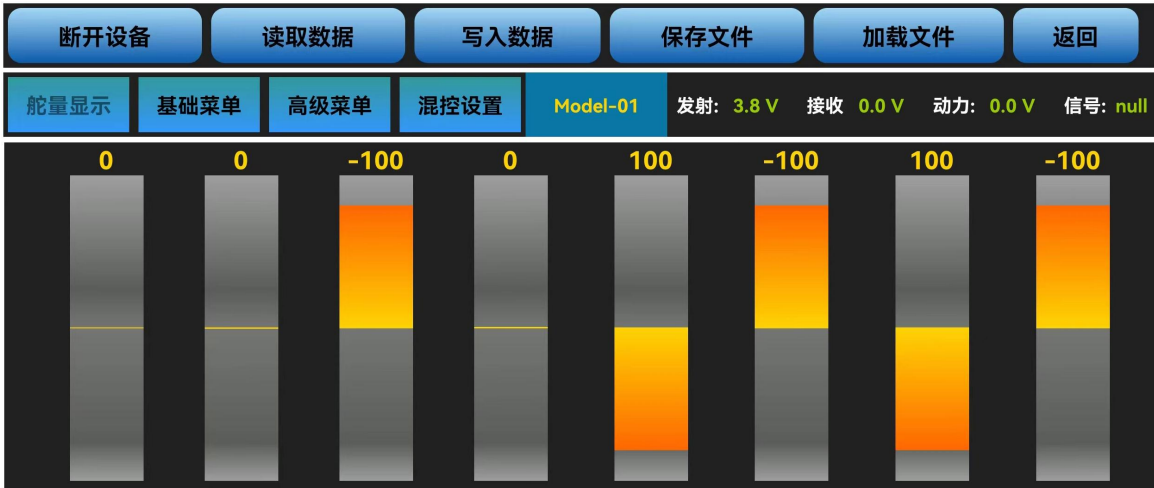 断开设备 读取数据 写入数据 保存文件 加载文件 返回
舵量显示 基础菜单 高级菜单 混控设置 Model-01 发射: 3.8 V 接收 0.0 V 动力: 0.0 V 信号: null
0 0 -100 0 100 -100 100 -100